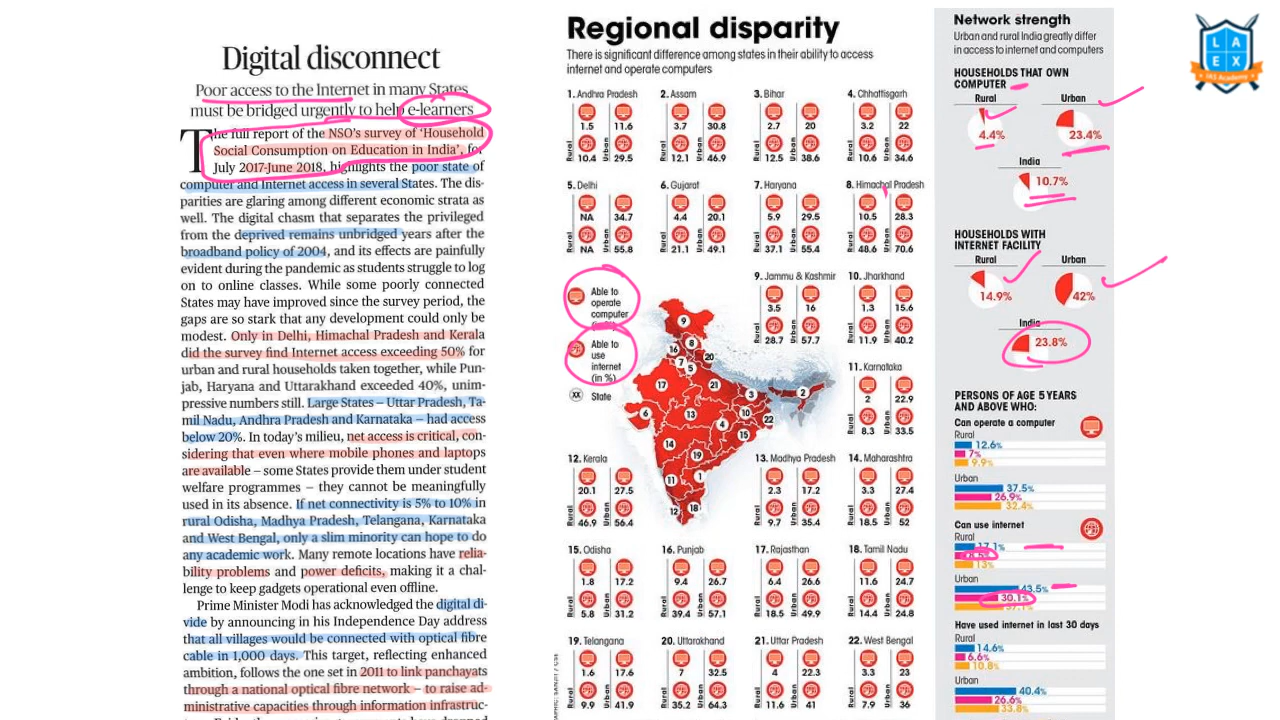 Digital disconnect
Poor access to the Internet in many States
must be bridged urgently to help e-learners
The full report of the NSO's survey of 'Household
Social Consumption on Education in India', for
July 2017-June 2018, highlights the poor state of
computer and Internet access in several States. The dis-
parities are glaring among different economic strata as
well. The digital chasm that separates the privileged
from the deprived remains unbridged years after the
broadband policy of 2004, and its effects are painfully
evident during the pandemic as students struggle to log
on to online classes. While some poorly connected
States may have improved since the survey period, the
gaps are so stark that any development could only be
modest. Only in Delhi, Himachal Pradesh and Kerala
did the survey find Internet access exceeding 50% for
urban and rural households taken together, while Pun-
jab, Haryana and Uttarakhand exceeded 40%, unim-
pressive numbers still. Large States – Uttar Pradesh, Ta-
mil Nadu, Andhra Pradesh and Karnataka – had access
below 20%. In today's milieu, net access is critical, con-
sidering that even where mobile phones and laptops
are available – some States provide them under student
welfare programmes – they cannot be meaningfully
used in its absence. If net connectivity is 5% to 10% in
rural Odisha, Madhya Pradesh, Telangana, Karnataka
and West Bengal, only a slim minority can hope to do
any academic work. Many remote locations have relia-
bility problems and power deficits, making it a chal-
lenge to keep gadgets operational even offline.
Prime Minister Modi has acknowledged the digital di-
vide by announcing in his Independence Day address
that all villages would be connected with optical fibre
cable in 1,000 days. This target, reflecting enhanced
ambition, follows the one set in 2011 to link panchayats
through a national optical fibre network – to raise ad-
ministrative capacities through information infrastruc-
Regional disparity
There is significant difference among states in their ability to access
internet and operate computers
1. Andhra Pradesh
Rural Urban
1.5 11.6
10.4 29.5
2. Assam
Rural Urban
3.7 30.8
12.1 46.9
3. Bihar
Rural Urban
2.7 20
12.5 38.6
4. Chhattisgarh
Rural Urban
3.2 22
10.6 34.6
5. Delhi
Rural Urban
NA 34.7
NA 55.8
6. Gujarat
Rural Urban
4.4 20.1
21.1 49.1
7. Haryana
Rural Urban
5.9 29.5
37.1 55.4
8. Himachal Pradesh
Rural Urban
10.5 28.3
48.6 70.6
9. Jammu & Kashmir
Rural Urban
3.5 16
28.7 57.7
10. Jharkhand
Rural Urban
1.3 15.6
11.9 40.2
Able to
operate
computer
Able to
use
internet
(in %)
XX State
9
8
16
7
5
20
17
21
3
2
6
13
10
4
22
15
14
19
11
1
12
18
11. Karnataka
Rural Urban
2 22.9
8.3 33.5
12. Kerala
Rural Urban
20.1 27.5
46.9 56.4
13. Madhya Pradesh
Rural Urban
2.3 17.2
9.7 35.4
14. Maharashtra
Rural Urban
3.3 27.4
18.5 52
15. Odisha
Rural Urban
1.8 17.2
5.8 31.2
16. Punjab
Rural Urban
9.4 26.7
39.4 57.1
17. Rajasthan
Rural Urban
6.4 26.6
18.5 49.9
18. Tamil Nadu
Rural Urban
11.6 24.7
14.4 24.8
19. Telangana
Rural Urban
1.6 17.6
9.9 41.9
20. Uttarakhand
Rural Urban
7 32.5
35.2 64.3
21. Uttar Pradesh
Rural Urban
4 22.3
11.6 41
22. West Bengal
Rural Urban
3.3 23
7.9 36
Network strength
Urban and rural India greatly differ
in access to internet and computers
HOUSEHOLDS THAT OWN
COMPUTER
Rural Urban
4.4% 23.4%
India
10.7%
HOUSEHOLDS WITH
INTERNET FACILITY
Rural Urban
14.9% 42%
India
23.8%
PERSONS OF AGE 5 YEARS
AND ABOVE WHO:
Can operate a computer
Rural
12.6%
7%
9.9%
Urban
37.5%
26.9%
32.4%
Can use internet
Rural
17.1%
13%
Urban
43.5%
30.1%
Have used internet in last 30 days
Rural
14.6%
6.6%
10.8%
Urban
40.4%
26.6%
33.8%
L A
E X
IAS Academy